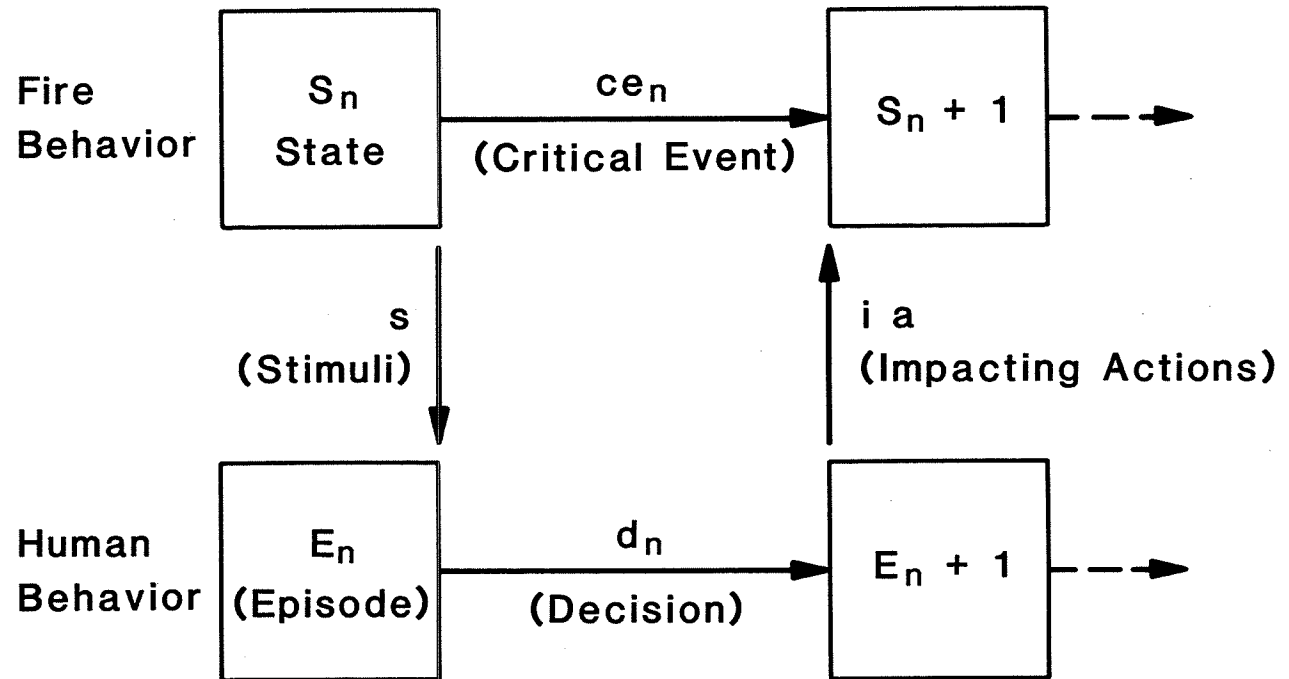 Fire
Behavior
Sₙ
State
ceₙ
(Critical Event)
Sₙ + 1
s
(Stimuli)
i a
(Impacting Actions)
Human
Behavior
Eₙ
(Episode)
dₙ
(Decision)
Eₙ + 1